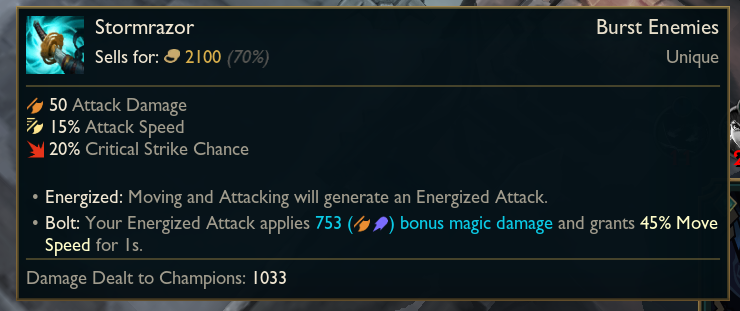 Stormrazor
Burst Enemies
Sells for: 2100 (70%)
Unique
50 Attack Damage
15% Attack Speed
20% Critical Strike Chance
• Energized: Moving and Attacking will generate an Energized Attack.
• Bolt: Your Energized Attack applies 753 ( ) bonus magic damage and grants 45% Move
Speed for 1s.
Damage Dealt to Champions: 1033